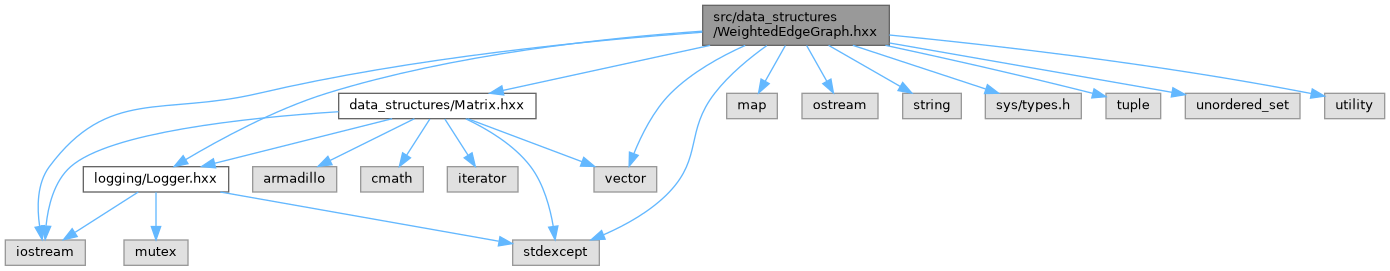 src/data_structures
/WeightedEdgeGraph.hxx
data_structures/Matrix.hxx
map
ostream
string
sys/types.h
tuple
unordered_set
utility
logging/Logger.hxx
armadillo
cmath
iterator
vector
iostream
mutex
stdexcept